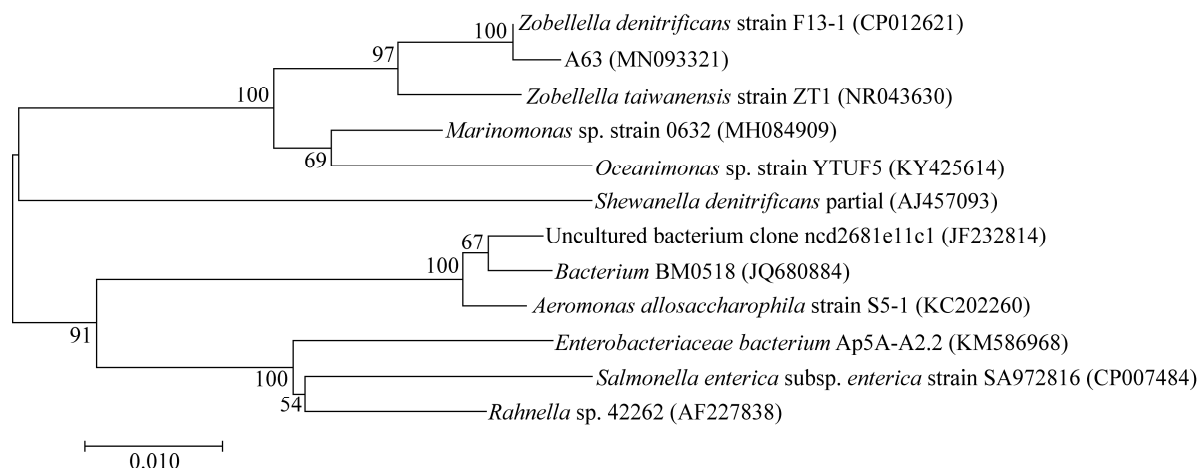 Zobellella denitrificans strain F13-1 (CP012621)
100
A63 (MN093321)
97
Zobellella taiwanensis strain ZT1 (NR043630)
100
Marinomonas sp. strain 0632 (MH084909)
69
Oceanimonas sp. strain YTUF5 (KY425614)
Shewanella denitrificans partial (AJ457093)
67
Uncultured bacterium clone ncd2681e11c1 (JF232814)
100
Bacterium BM0518 (JQ680884)
Aeromonas allosaccharophila strain S5-1 (KC202260)
91
Enterobacteriaceae bacterium Ap5A-A2.2 (KM586968)
100
Salmonella enterica subsp. enterica strain SA972816 (CP007484)
54
Rahnella sp. 42262 (AF227838)
0.010